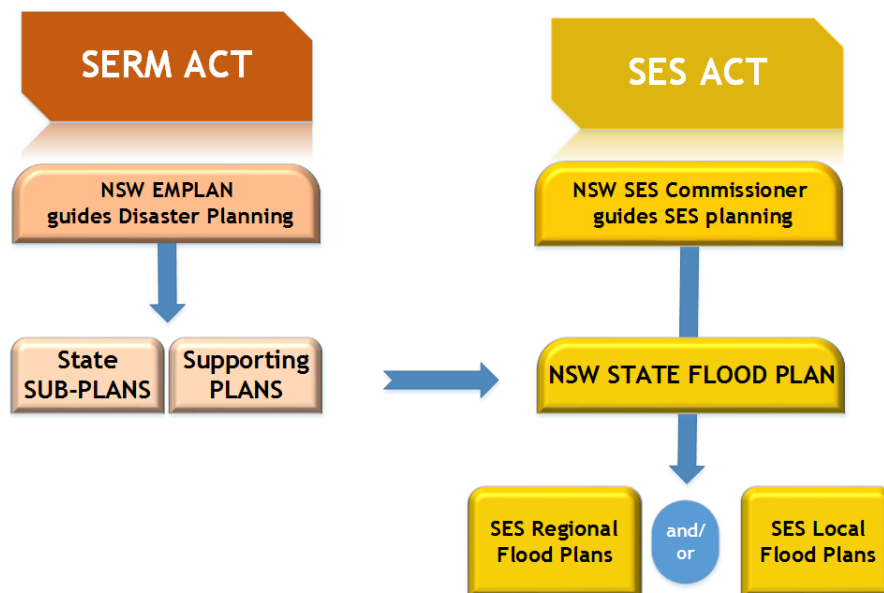 SERM ACT
SES ACT
NSW EMPLAN
guides Disaster Planning
NSW SES Commissioner
guides SES planning
State
SUB-PLANS
Supporting
PLANS
NSW STATE FLOOD PLAN
SES Regional
Flood Plans
and/
or
SES Local
Flood Plans